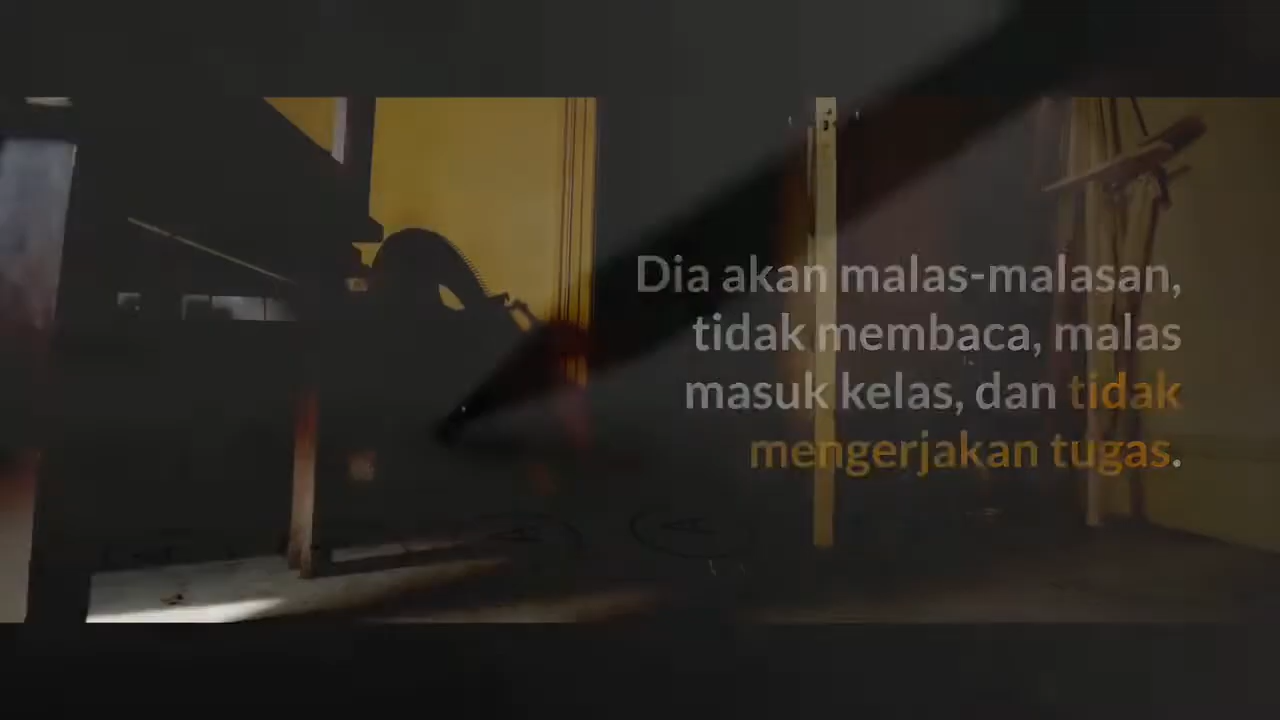 Dia akan malas-malasan,
tidak membaca, malas
masuk kelas, dan tidak
mengerjakan tugas.